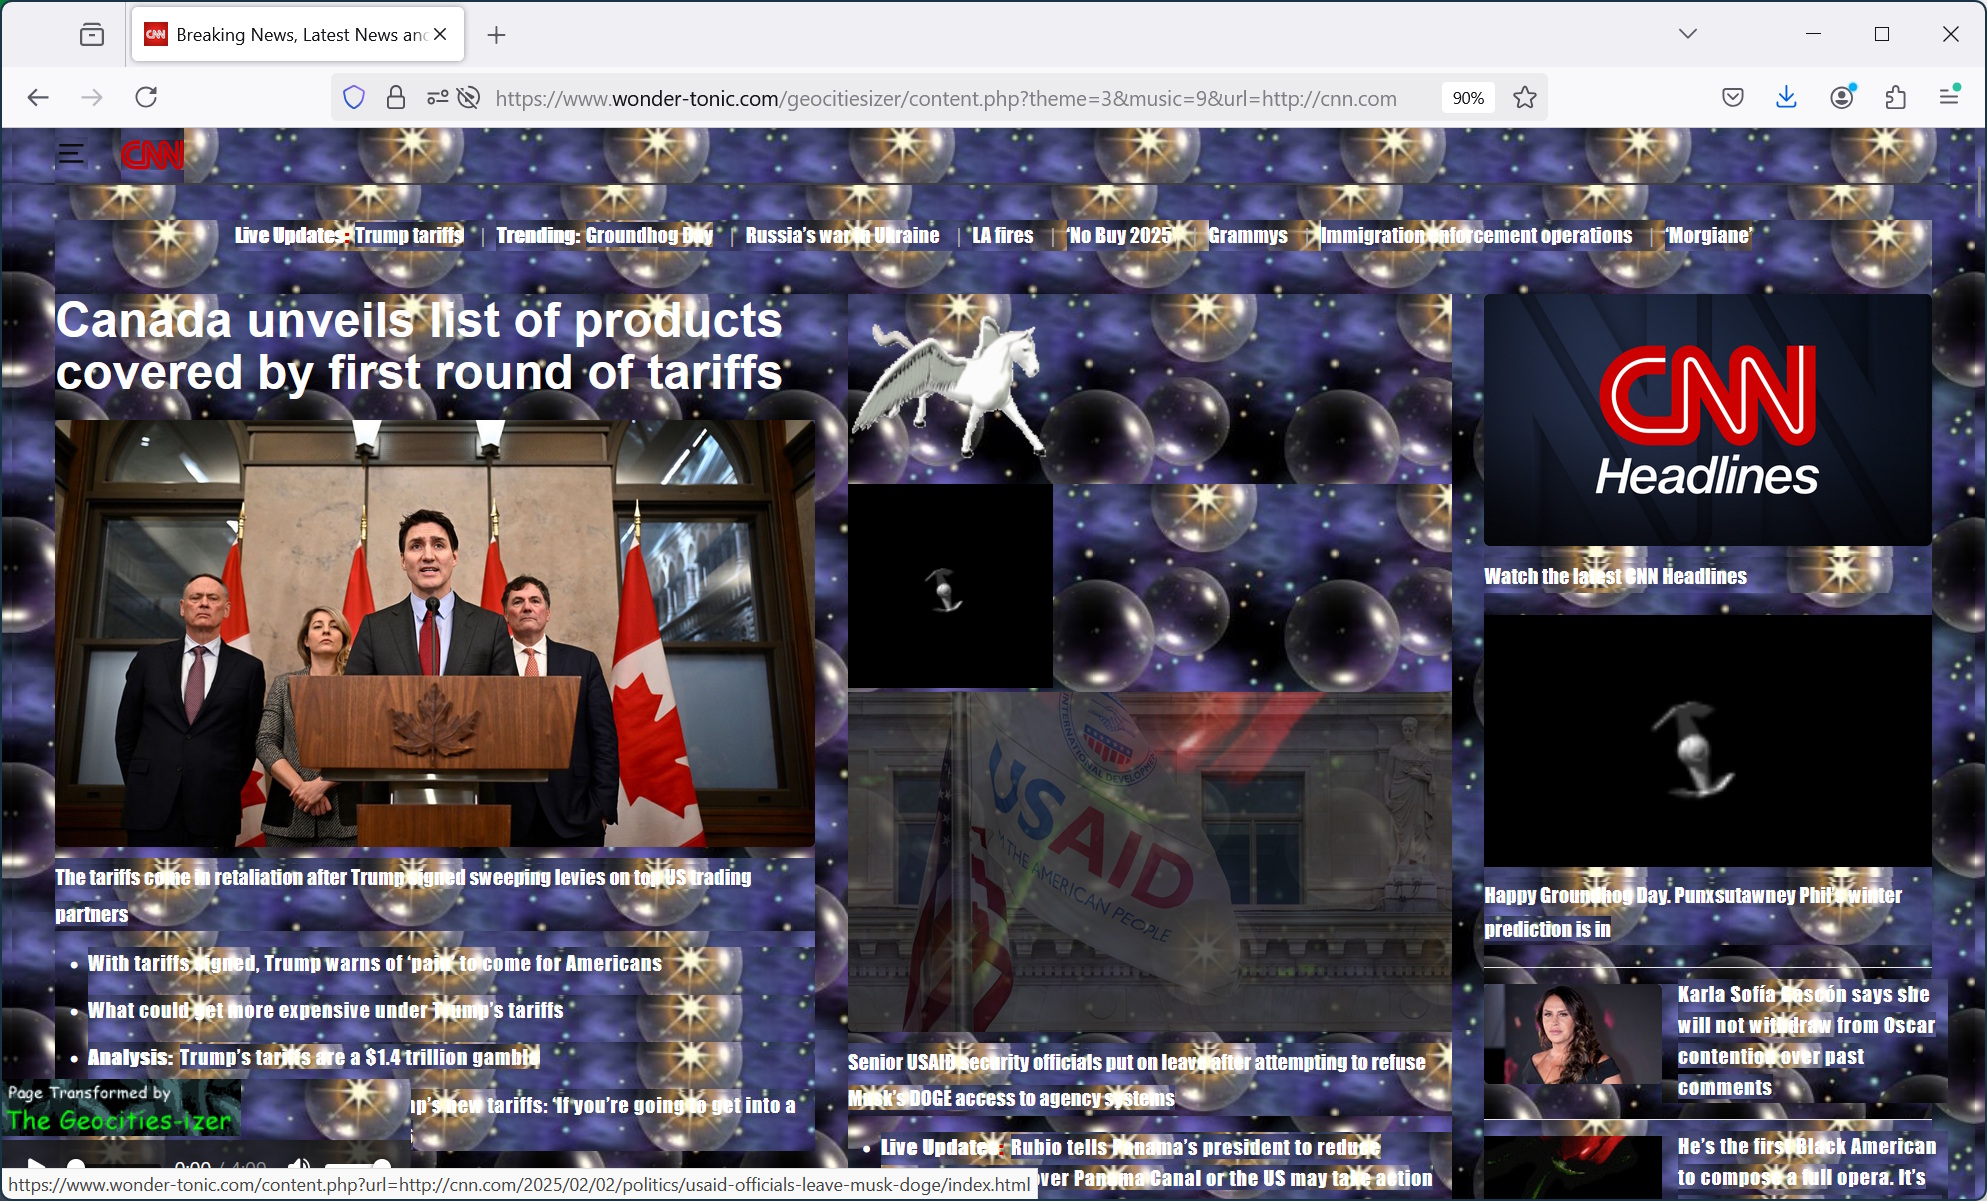 CNN
Breaking News, Latest News and
https://www.wonder-tonic.com/geocitiesizer/content.php?theme=3&music=9&url=http://cnn.com
90%
CNN
Live Updates: Trump tariffs
Trending: Groundhog Day
Russia’s war in Ukraine
LA fires
‘No Buy 2025’
Grammys
Immigration enforcement operations
‘Morgiane’
Canada unveils list of products
covered by first round of tariffs
The tariffs come in retaliation after Trump signed sweeping levies on top US trading
partners
• With tariffs signed, Trump warns of ‘pain’ to come for Americans
• What could get more expensive under Trump’s tariffs
• Analysis: Trump’s tariffs are a $1.4 trillion gamble
new tariffs: ‘If you’re going to get into a
Page Transformed by
The Geocities-izer
0:00 / 4:09
INTERNATIONAL DEVELOPMENT
USAID
THE AMERICAN PEOPLE
Senior USAID security officials put on leave after attempting to refuse
Musk’s DOGE access to agency systems
• Live Updates: Rubio tells Panama’s president to reduce
over Panama Canal or the US may take action
CNN
Headlines
Watch the latest CNN Headlines
Happy Groundhog Day. Punxsutawney Phil’s winter
prediction is in
Karla Sofía Gascón says she
will not withdraw from Oscar
contention over past
comments
He’s the first Black American
to compose a full opera. It’s
https://www.wonder-tonic.com/content.php?url=http://cnn.com/2025/02/02/politics/usaid-officials-leave-musk-doge/index.html